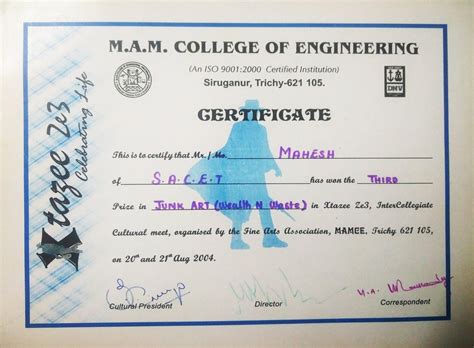 M.A.M. COLLEGE OF ENGINEERING
(An ISO 9001:2000 Certified Institution)
Siruganur, Trichy-621 105.
DNV
Xtazee Ze3
Celebrating Life
CERTIFICATE
This is to certify that Mr./Ms. MAHESH
of S.A.C.E.T has won the THIRD
Prize in JUNK ART (Wealth N Waste) in Xtazee Ze3, InterCollegiate
Cultural meet, organised by the Fine Arts Association, MAMCE, Trichy 621 105,
on 20th and 21st Aug 2004.
Cultural President Director Correspondent